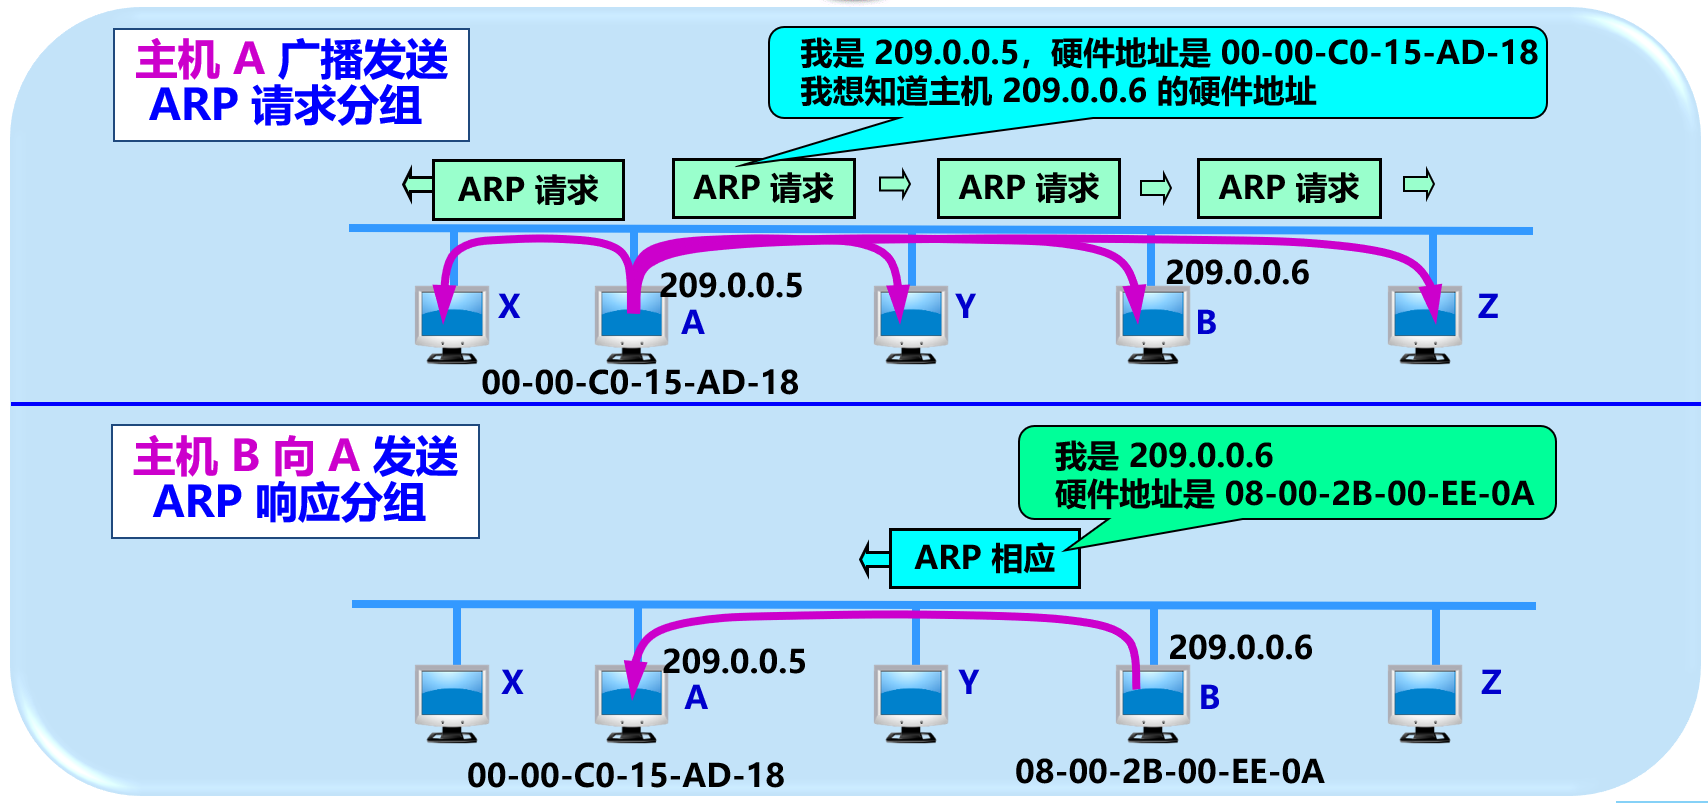 主机 A 广播发送
ARP 请求分组
我是 209.0.0.5，硬件地址是 00-00-C0-15-AD-18
我想知道主机 209.0.0.6 的硬件地址
ARP 请求
ARP 请求
ARP 请求
ARP 请求
209.0.0.5
209.0.0.6
X
A
Y
B
Z
00-00-C0-15-AD-18
主机 B 向 A 发送
ARP 响应分组
我是 209.0.0.6
硬件地址是 08-00-2B-00-EE-0A
ARP 相应
209.0.0.5
209.0.0.6
X
A
Y
B
Z
00-00-C0-15-AD-18
08-00-2B-00-EE-0A